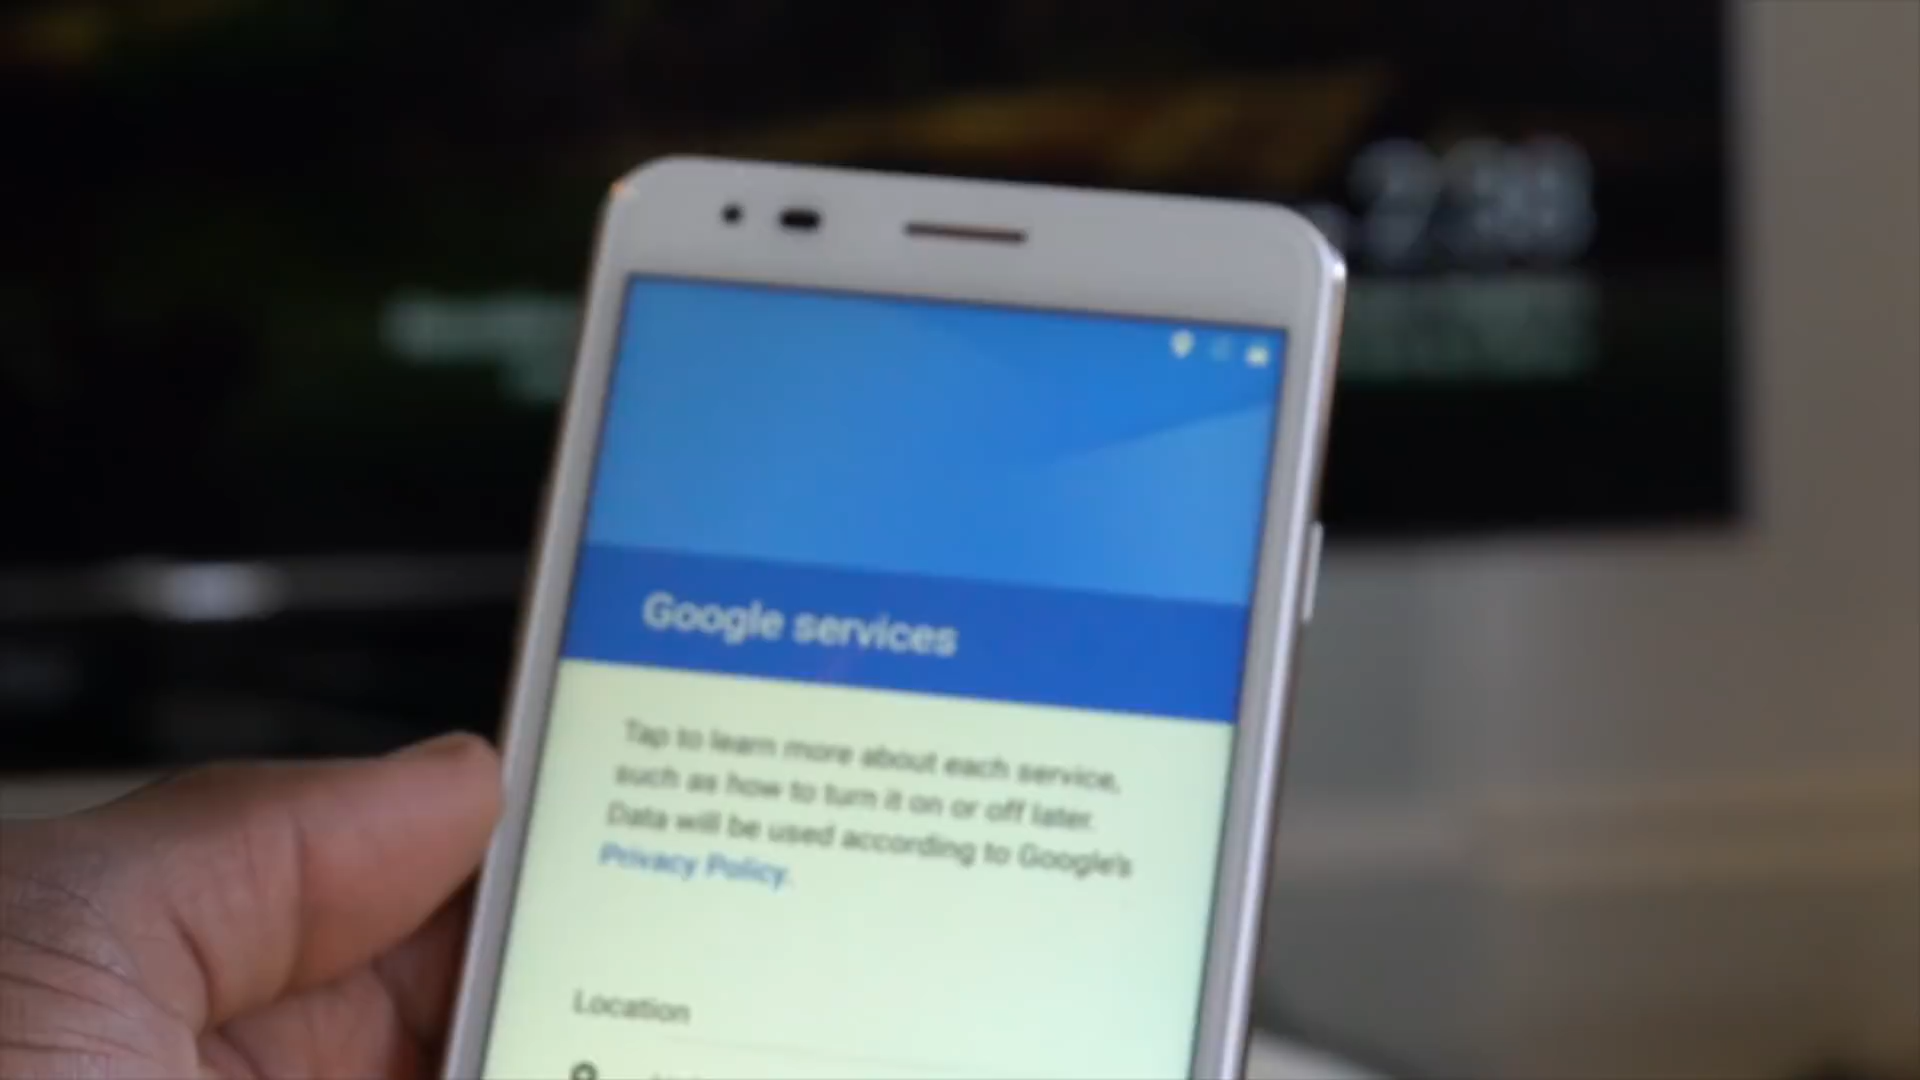 Google services
Tap to learn more about each service,
such as how to turn it on or off later.
Data will be used according to Google's
Privacy Policy.
Location